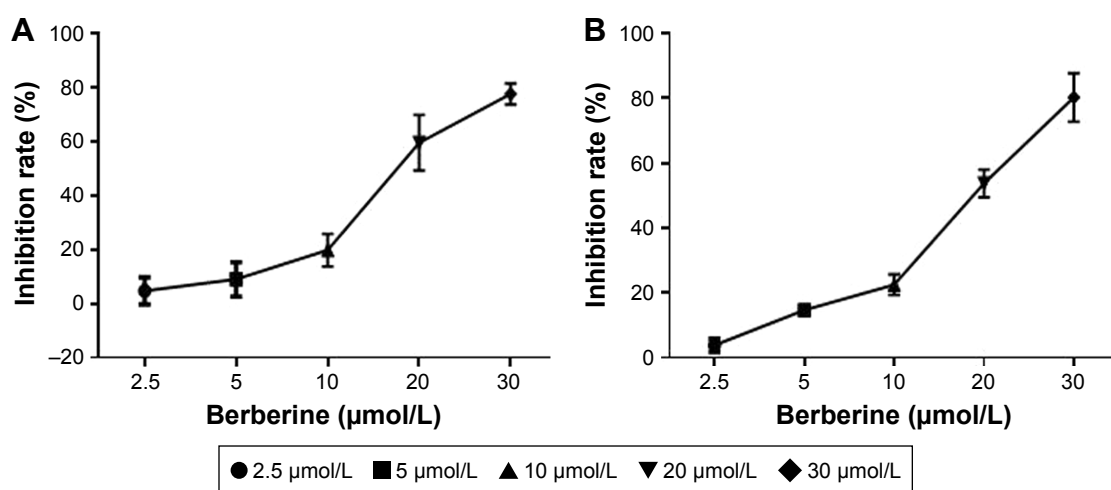 A
Inhibition rate (%)
100
80
60
40
20
0
–20
2.5 5 10 20 30
Berberine (μmol/L)
B
Inhibition rate (%)
100
80
60
40
20
0
2.5 5 10 20 30
Berberine (μmol/L)
2.5 μmol/L 5 μmol/L 10 μmol/L 20 μmol/L 30 μmol/L